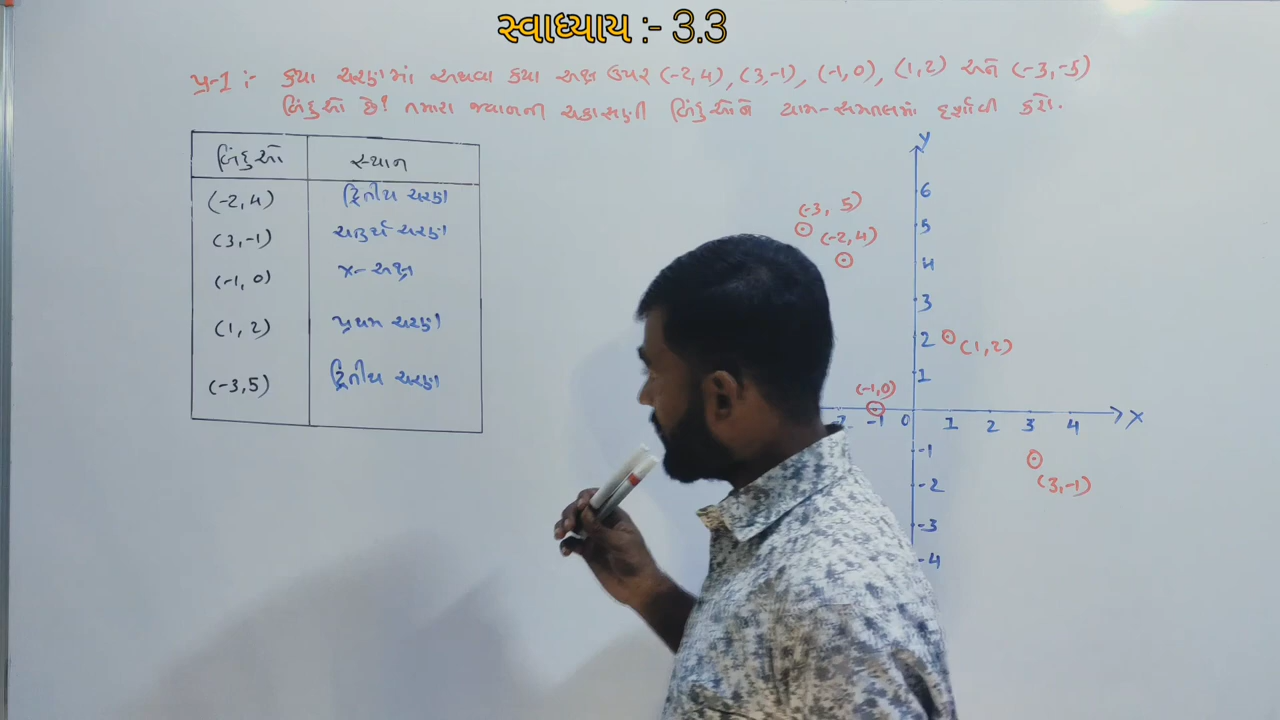 સ્વાધ્યાય :- 3.3
પ્ર-1 :- કયા ચરણમાં અથવા કયા અક્ષ ઉપર (-2,4), (3,-1), (-1,0), (1,2) અને (-3,-5)
બિંદુઓ છે? તમારા જવાબની ચકાસણી બિંદુઓને યામ-સમતલમાં દર્શાવી કરો.
બિંદુઓ સ્થાન
(-2,4) દ્વિતીય ચરણ
(3,-1) ચતુર્થ ચરણ
(-1, 0) x-અક્ષ
(1, 2) પ્રથમ ચરણ
(-3,5) દ્વિતીય ચરણ
Y
6
(-3, 5)
5
(-2,4)
4
3
2 (1,2)
1
(-1,0)
-1 0 1 2 3 4 X
-1
-2 (3,-1)
-3
-4